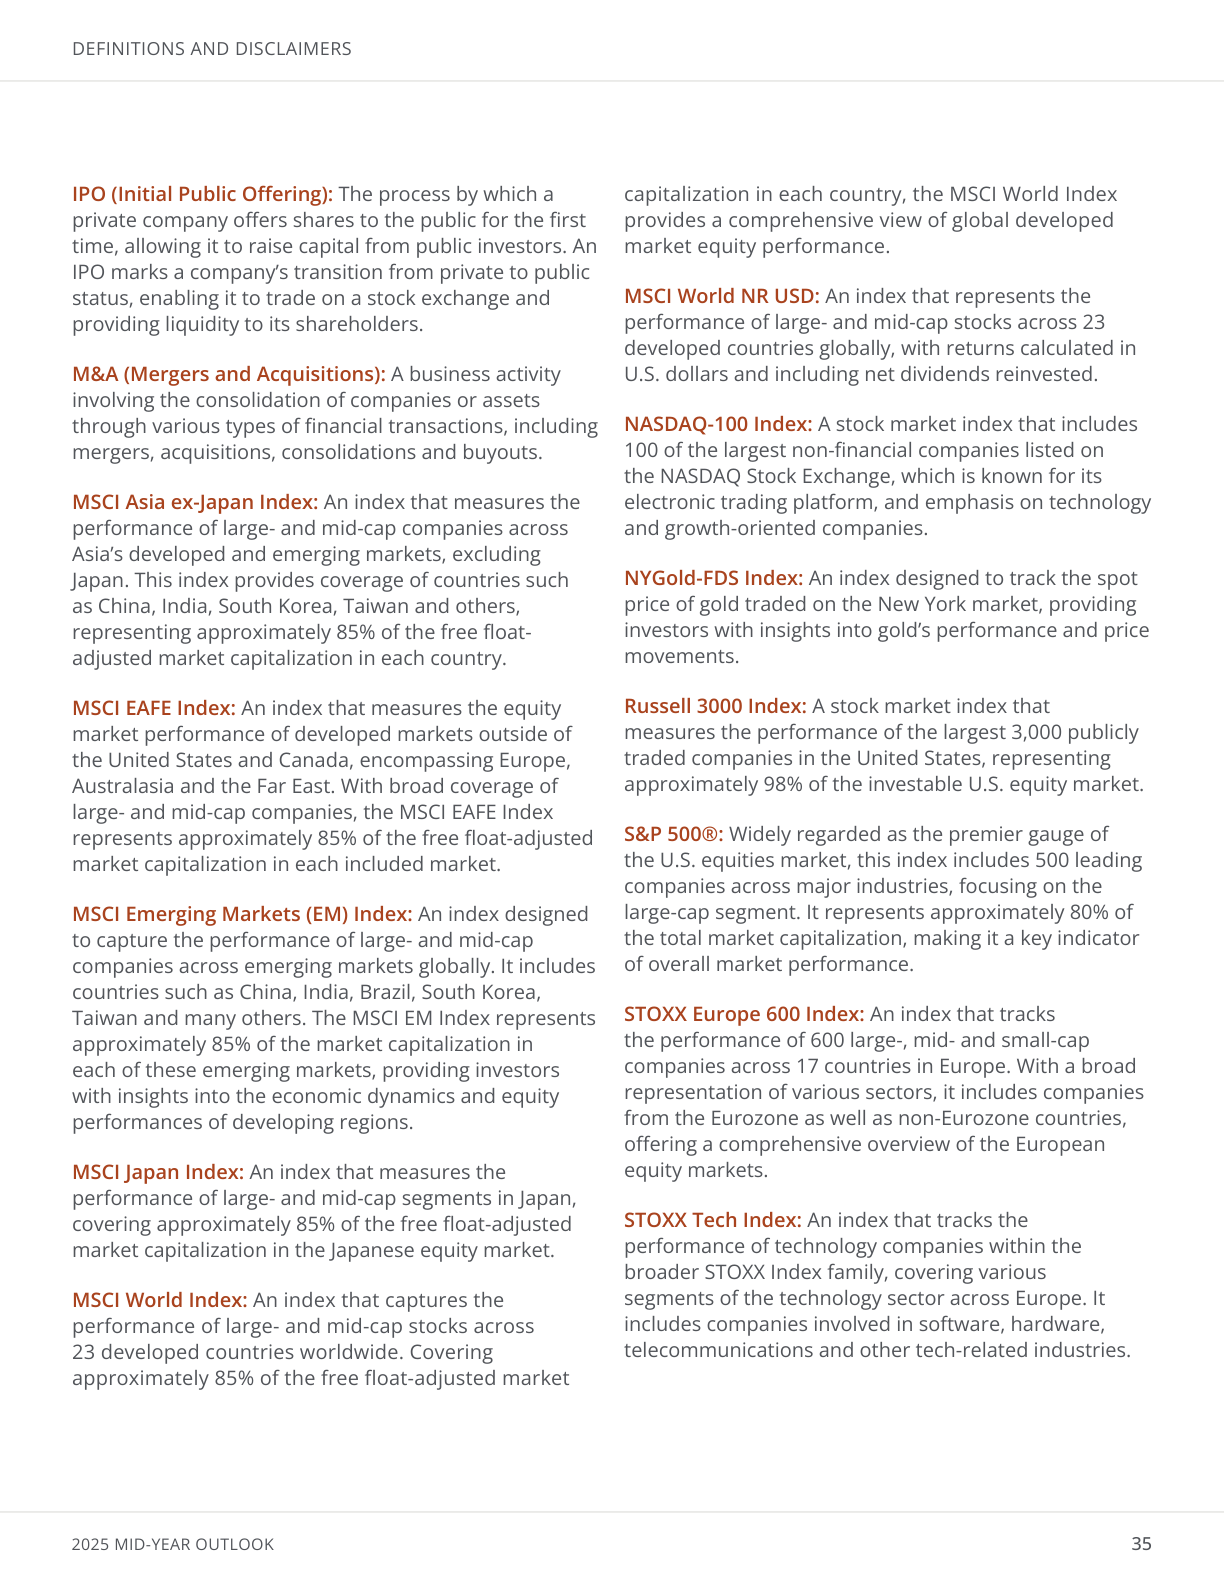 DEFINITIONS AND DISCLAIMERS
IPO (Initial Public Offering): The process by which a
private company offers shares to the public for the first
time, allowing it to raise capital from public investors. An
IPO marks a company’s transition from private to public
status, enabling it to trade on a stock exchange and
providing liquidity to its shareholders.
M&A (Mergers and Acquisitions): A business activity
involving the consolidation of companies or assets
through various types of financial transactions, including
mergers, acquisitions, consolidations and buyouts.
MSCI Asia ex-Japan Index: An index that measures the
performance of large- and mid-cap companies across
Asia’s developed and emerging markets, excluding
Japan. This index provides coverage of countries such
as China, India, South Korea, Taiwan and others,
representing approximately 85% of the free float-
adjusted market capitalization in each country.
MSCI EAFE Index: An index that measures the equity
market performance of developed markets outside of
the United States and Canada, encompassing Europe,
Australasia and the Far East. With broad coverage of
large- and mid-cap companies, the MSCI EAFE Index
represents approximately 85% of the free float-adjusted
market capitalization in each included market.
MSCI Emerging Markets (EM) Index: An index designed
to capture the performance of large- and mid-cap
companies across emerging markets globally. It includes
countries such as China, India, Brazil, South Korea,
Taiwan and many others. The MSCI EM Index represents
approximately 85% of the market capitalization in
each of these emerging markets, providing investors
with insights into the economic dynamics and equity
performances of developing regions.
MSCI Japan Index: An index that measures the
performance of large- and mid-cap segments in Japan,
covering approximately 85% of the free float-adjusted
market capitalization in the Japanese equity market.
MSCI World Index: An index that captures the
performance of large- and mid-cap stocks across
23 developed countries worldwide. Covering
approximately 85% of the free float-adjusted market
capitalization in each country, the MSCI World Index
provides a comprehensive view of global developed
market equity performance.
MSCI World NR USD: An index that represents the
performance of large- and mid-cap stocks across 23
developed countries globally, with returns calculated in
U.S. dollars and including net dividends reinvested.
NASDAQ-100 Index: A stock market index that includes
100 of the largest non-financial companies listed on
the NASDAQ Stock Exchange, which is known for its
electronic trading platform, and emphasis on technology
and growth-oriented companies.
NYGold-FDS Index: An index designed to track the spot
price of gold traded on the New York market, providing
investors with insights into gold’s performance and price
movements.
Russell 3000 Index: A stock market index that
measures the performance of the largest 3,000 publicly
traded companies in the United States, representing
approximately 98% of the investable U.S. equity market.
S&P 500®: Widely regarded as the premier gauge of
the U.S. equities market, this index includes 500 leading
companies across major industries, focusing on the
large-cap segment. It represents approximately 80% of
the total market capitalization, making it a key indicator
of overall market performance.
STOXX Europe 600 Index: An index that tracks
the performance of 600 large-, mid- and small-cap
companies across 17 countries in Europe. With a broad
representation of various sectors, it includes companies
from the Eurozone as well as non-Eurozone countries,
offering a comprehensive overview of the European
equity markets.
STOXX Tech Index: An index that tracks the
performance of technology companies within the
broader STOXX Index family, covering various
segments of the technology sector across Europe. It
includes companies involved in software, hardware,
telecommunications and other tech-related industries.
2025 MID-YEAR OUTLOOK
35